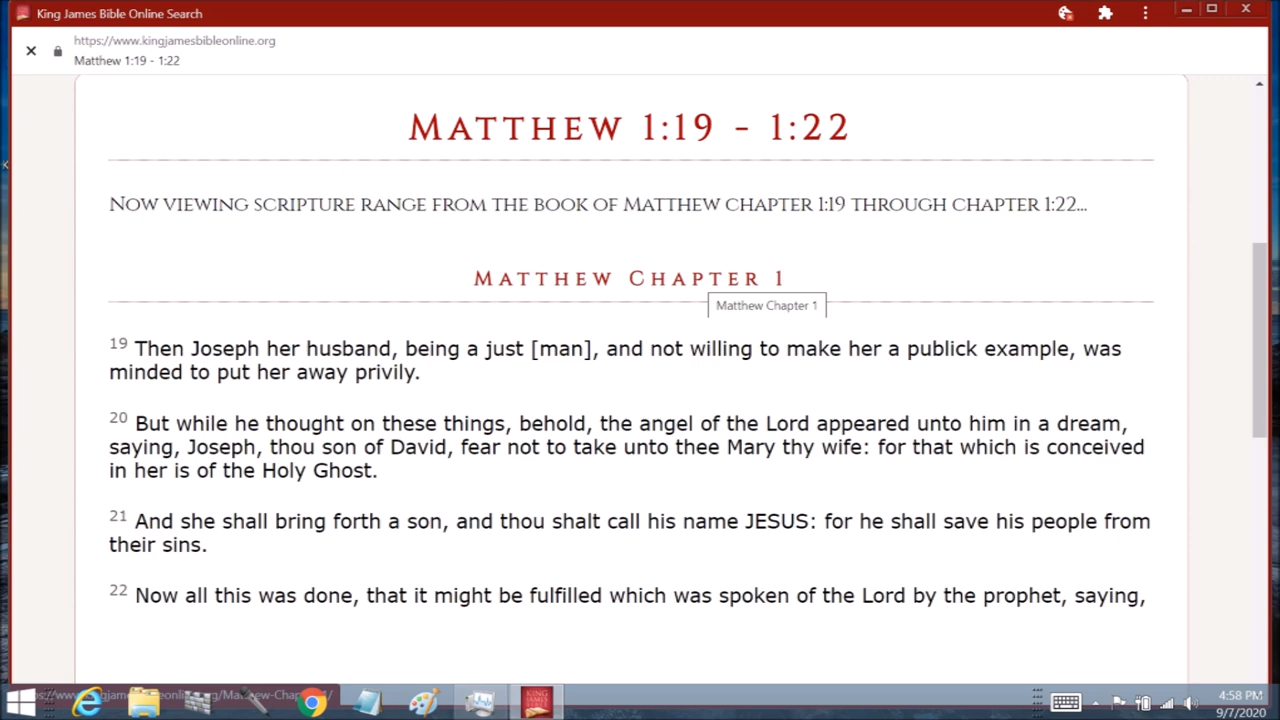 King James Bible Online Search
https://www.kingjamesbibleonline.org
Matthew 1:19 - 1:22
MATTHEW 1:19 - 1:22
NOW VIEWING SCRIPTURE RANGE FROM THE BOOK OF MATTHEW CHAPTER 1:19 THROUGH CHAPTER 1:22...
MATTHEW CHAPTER 1
Matthew Chapter 1
19 Then Joseph her husband, being a just [man], and not willing to make her a publick example, was
minded to put her away privily.
20 But while he thought on these things, behold, the angel of the Lord appeared unto him in a dream,
saying, Joseph, thou son of David, fear not to take unto thee Mary thy wife: for that which is conceived
in her is of the Holy Ghost.
21 And she shall bring forth a son, and thou shalt call his name JESUS: for he shall save his people from
their sins.
22 Now all this was done, that it might be fulfilled which was spoken of the Lord by the prophet, saying,
KING JAMES BIBLE
4:58 PM
9/7/2020